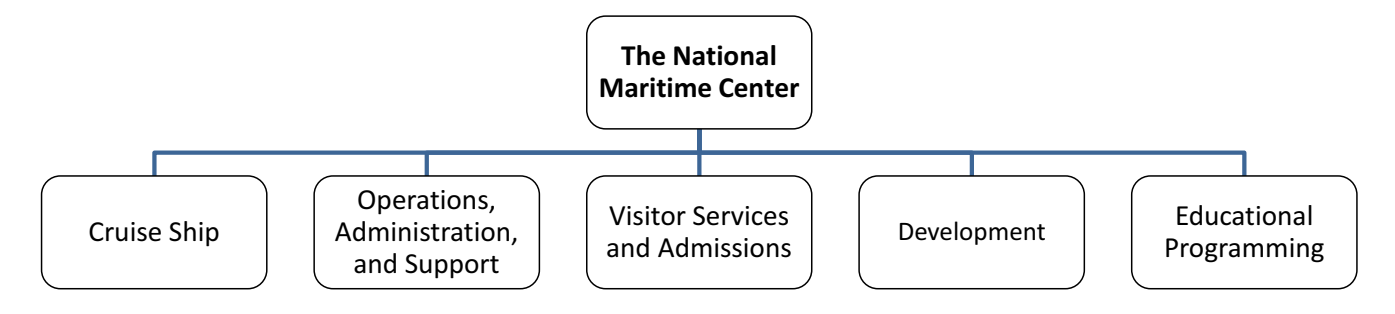 The National
Maritime Center
Cruise Ship
Operations,
Administration,
and Support
Visitor Services
and Admissions
Development
Educational
Programming